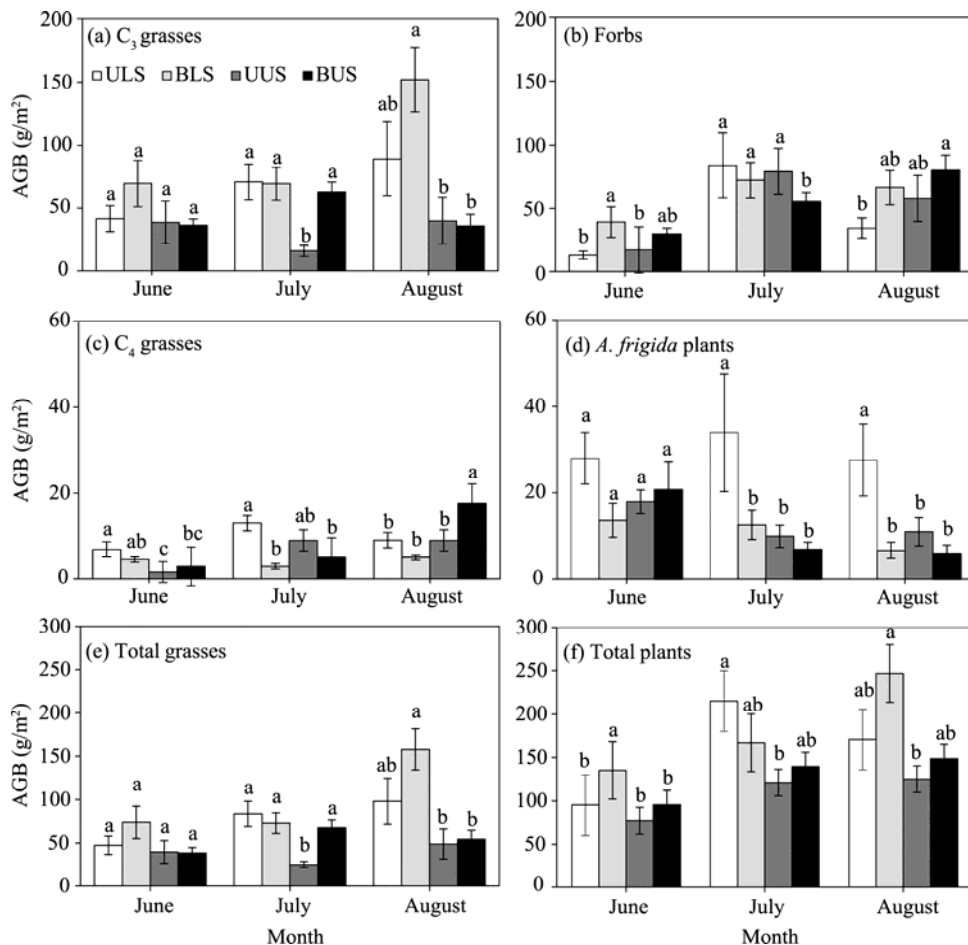 (a) C₃ grasses
ULS BLS UUS BUS
AGB (g/m²)
200
150
100
50
0
a a a a
a a b a
ab a b b
June July August
(b) Forbs
200
150
100
50
0
b a b ab
a a a a
b ab ab a
June July August
(c) C₄ grasses
AGB (g/m²)
60
40
20
0
a ab c bc
a b ab b
b b b a
June July August
(d) A. frigida plants
60
40
20
0
a a a a
a b b b
a b b b
June July August
(e) Total grasses
AGB (g/m²)
300
250
200
150
100
50
0
a a a a
a a b a
ab a b b
June July August
Month
(f) Total plants
300
250
200
150
100
50
0
b a b b
a ab b ab
ab a b ab
June July August
Month